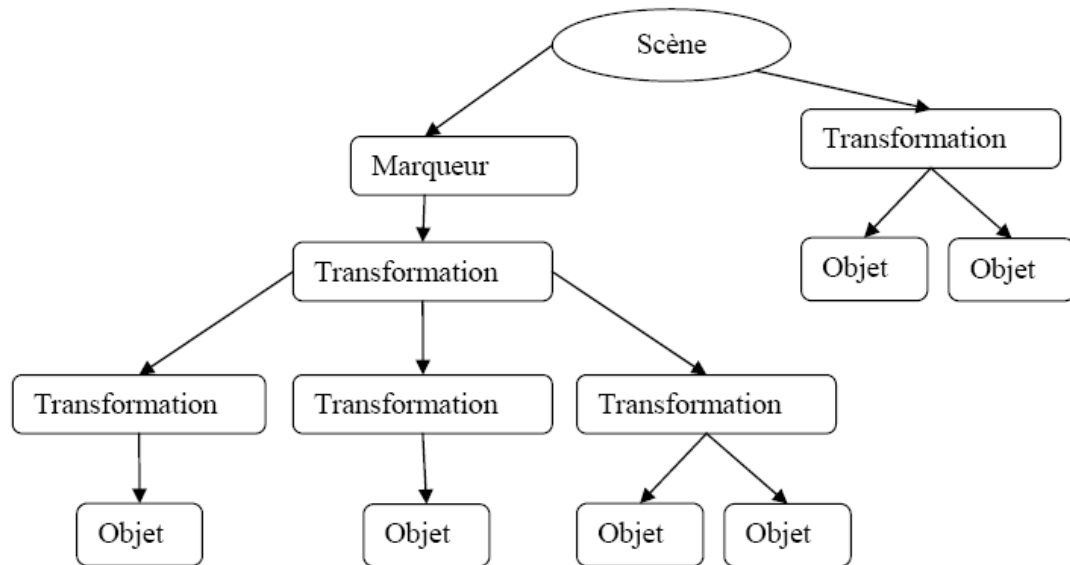 Scène
Transformation
Marqueur
Objet
Objet
Transformation
Transformation
Transformation
Transformation
Objet
Objet
Objet
Objet